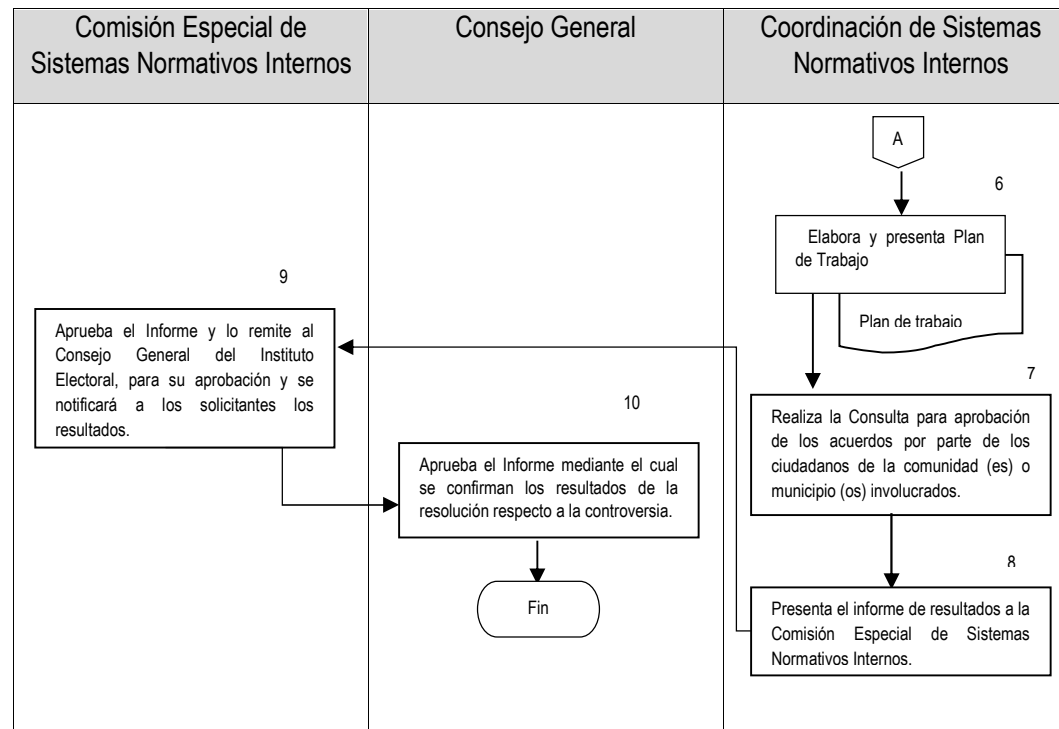 Comisión Especial de
Sistemas Normativos Internos
Consejo General
Coordinación de Sistemas
Normativos Internos
A
6
Elabora y presenta Plan
de Trabajo
Plan de trabajo
9
Aprueba el Informe y lo remite al
Consejo General del Instituto
Electoral, para su aprobación y se
notificará a los solicitantes los
resultados.
7
Realiza la Consulta para aprobación
de los acuerdos por parte de los
ciudadanos de la comunidad (es) o
municipio (os) involucrados.
10
Aprueba el Informe mediante el cual
se confirman los resultados de la
resolución respecto a la controversia.
Fin
8
Presenta el informe de resultados a la
Comisión Especial de Sistemas
Normativos Internos.